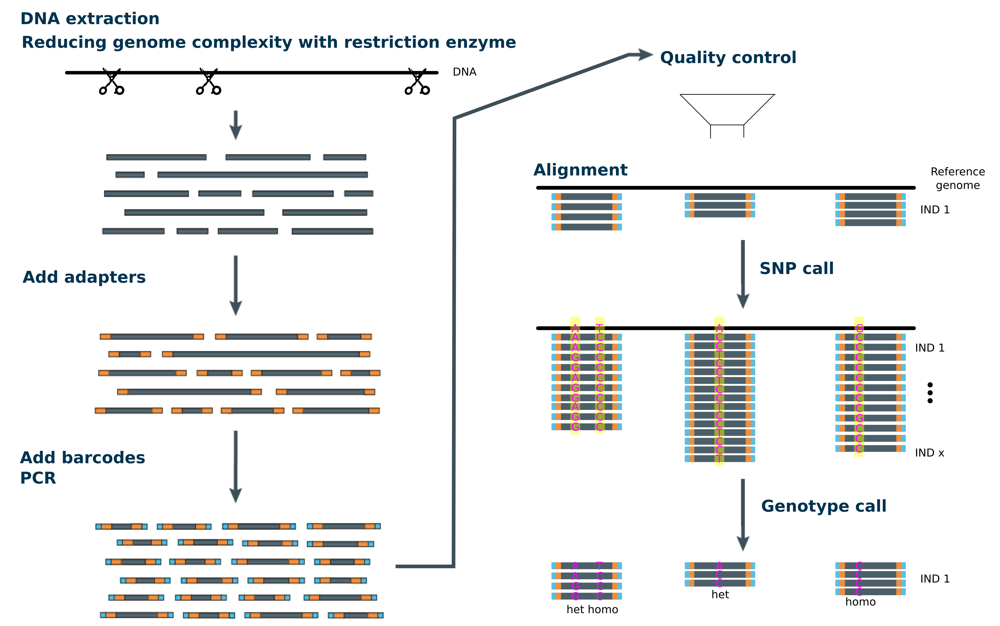 DNA extraction
Reducing genome complexity with restriction enzyme
DNA
Add adapters
Add barcodes
PCR
Quality control
Alignment
Reference
genome
IND 1
SNP call
A T
A C
A C
G C
G C
A C
G C
G C
A C
G C
G C
A
C
C
T
C
C
T
C
C
T
C
C
T
C
C
T
G
C
C
C
C
C
C
C
C
G
C
C
C
IND 1
IND x
Genotype call
A T
A C
G C
G C
het homo
A
C
C
het
C
C
C
C
homo
IND 1